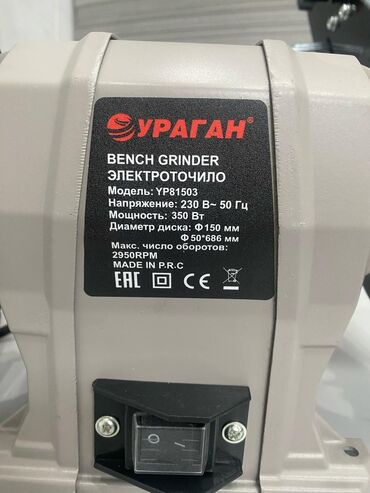 УРАГАН
BENCH GRINDER
ЭЛЕКТРОТОЧИЛО
Модель: YP81503
Напряжение: 230 В~ 50 Гц
Мощность: 350 Вт
Диаметр диска: Ф150 мм
Ф50*686 мм
Макс. число оборотов:
2950RPM
MADE IN P.R.C
EAC CE